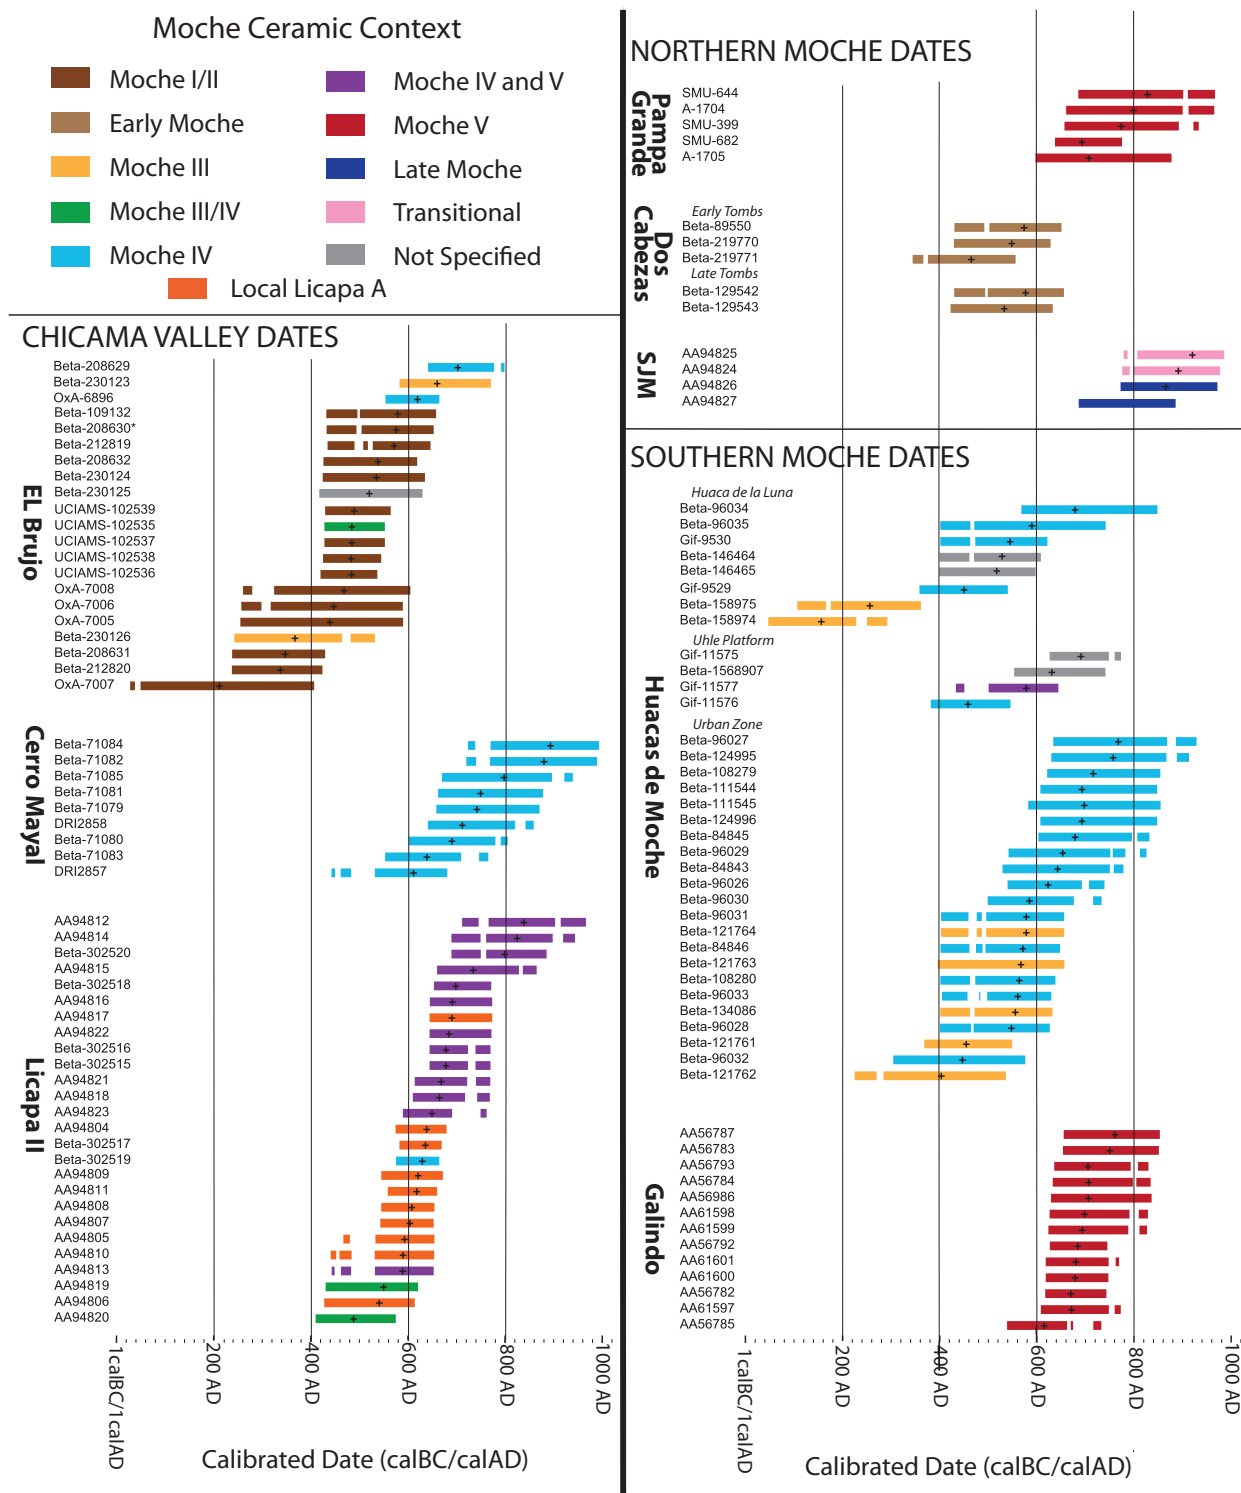 Moche Ceramic Context
Moche I/II
Early Moche
Moche III
Moche III/IV
Moche IV
Moche IV and V
Moche V
Late Moche
Transitional
Not Specified
Local Licapa A
CHICAMA VALLEY DATES
EL Brujo
Beta-208629
Beta-230123
OxA-6896
Beta-109132
Beta-208630*
Beta-212819
Beta-208632
Beta-230124
Beta-230125
UCIAMS-102539
UCIAMS-102535
UCIAMS-102537
UCIAMS-102538
UCIAMS-102536
OxA-7008
OxA-7006
OxA-7005
Beta-230126
Beta-208631
Beta-212820
OxA-7007
Cerro Mayal
Beta-71084
Beta-71082
Beta-71085
Beta-71081
Beta-71079
DRI2858
Beta-71080
Beta-71083
DRI2857
Licapa II
AA94812
AA94814
Beta-302520
AA94815
Beta-302518
AA94816
AA94817
AA94822
Beta-302516
Beta-302515
AA94821
AA94818
AA94823
AA94804
Beta-302517
Beta-302519
AA94809
AA94811
AA94808
AA94807
AA94805
AA94810
AA94813
AA94819
AA94806
AA94820
1calBC/1calAD
200 AD
400 AD
600 AD
800 AD
1000 AD
Calibrated Date (calBC/calAD)
NORTHERN MOCHE DATES
Pampa
Grande
SMU-644
A-1704
SMU-399
SMU-682
A-1705
Dos
Cabezas
Early Tombs
Beta-89550
Beta-219770
Beta-219771
Late Tombs
Beta-129542
Beta-129543
SJM
AA94825
AA94824
AA94826
AA94827
SOUTHERN MOCHE DATES
Huacas de Moche
Huaca de la Luna
Beta-96034
Beta-96035
Gif-9530
Beta-146464
Beta-146465
Gif-9529
Beta-158975
Beta-158974
Uhle Platform
Gif-11575
Beta-1568907
Gif-11577
Gif-11576
Urban Zone
Beta-96027
Beta-124995
Beta-108279
Beta-111544
Beta-111545
Beta-124996
Beta-84845
Beta-96029
Beta-84843
Beta-96026
Beta-96030
Beta-96031
Beta-121764
Beta-84846
Beta-121763
Beta-108280
Beta-96033
Beta-134086
Beta-96028
Beta-121761
Beta-96032
Beta-121762
Galindo
AA56787
AA56783
AA56793
AA56784
AA56986
AA61598
AA61599
AA56792
AA61601
AA61600
AA56782
AA61597
AA56785
1calBC/1calAD
200 AD
400 AD
600 AD
800 AD
1000 AD
Calibrated Date (calBC/calAD)